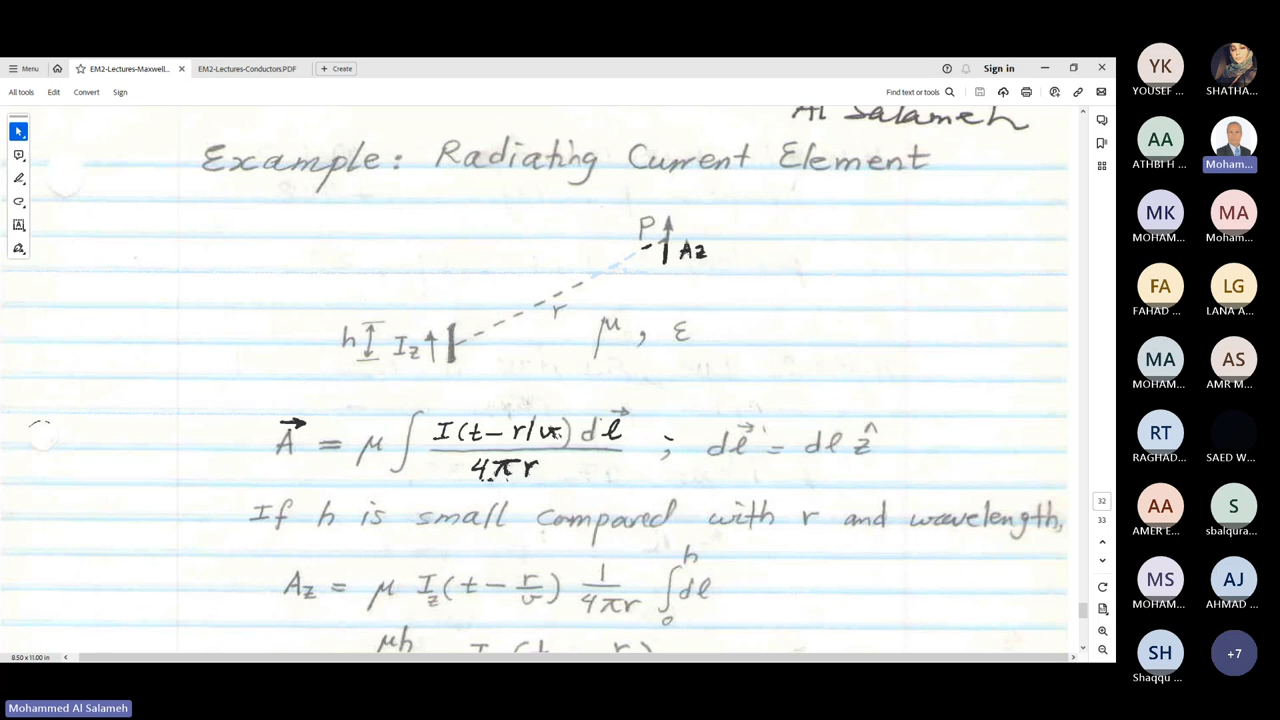 Menu
EM2-Lectures-Maxwell...
EM2-Lectures-Conductors.PDF
+ Create
Sign in
All tools Edit Convert Sign
Find text or tools
Al Salameh
Example: Radiating Current Element
P
Az
r
h Iz
μ, ε
A⃗ = μ ∫ I(t - r/v) dl⃗ / 4πr ; dl⃗ = dl ẑ
If h is small compared with r and wavelength,
Az = μ Iz(t - r/v) 1/4πr ∫₀ʰ dl
μh
8.50 x 11.00 in
32
33
YK
YOUSEF ...
SHATHA...
AA
ATHBI H ...
Moham...
MK
MOHAM...
MA
Moham...
FA
FAHAD ...
LG
LANA A...
MA
MOHAM...
AS
AMR M...
RT
RAGHAD...
SAED W...
AA
AMER E...
S
sbalqura...
MS
MOHAM...
AJ
AHMAD ...
SH
Shaqqu ...
+7
Mohammed Al Salameh